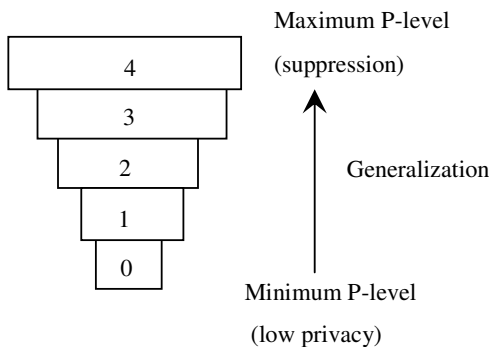 Maximum P-level
(suppression)
4
3
2
1
0
Generalization
Minimum P-level
(low privacy)